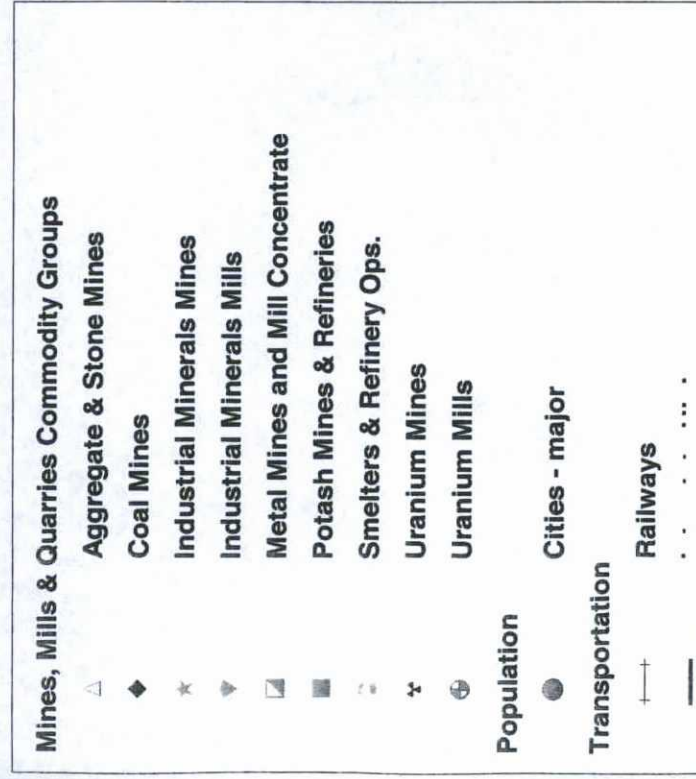 Mines, Mills & Quarries Commodity Groups
Aggregate & Stone Mines
Coal Mines
Industrial Minerals Mines
Industrial Minerals Mills
Metal Mines and Mill Concentrate
Potash Mines & Refineries
Smelters & Refinery Ops.
Uranium Mines
Uranium Mills
Population
Cities - major
Transportation
Railways